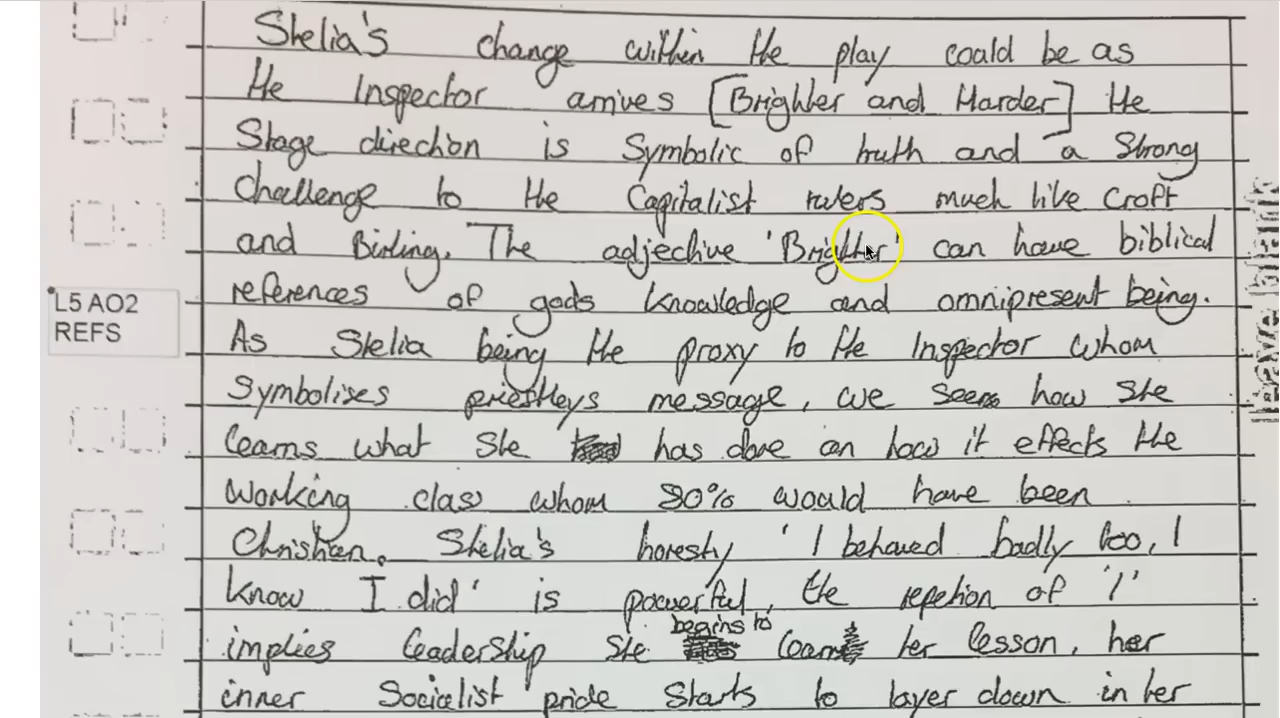 Shelia's change within the play could be as
the Inspector arrives [Brighter and Harder] the
Stage direction is Symbolic of truth and a Strong
challenge to the Capitalist rulers much like Croft
and Birling. The adjective 'Brighter' can have biblical
references of gods knowledge and omnipresent being.
L5 AO2
REFS
As Shelia being the proxy to the Inspector whom
Symbolises priestleys message, we seen how she
learns what she has done an how it effects the
working class whom 90% would have been
Christian. Shelia's honesty 'I behaved badly too, I
know I did' is powerful, the repetion of 'I'
implies leadership she begins to learn her lesson, her
inner Socialist pride starts to layer down in her
leave blank